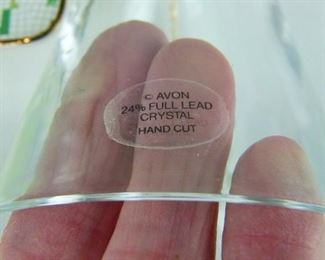 © AVON
24% FULL LEAD
CRYSTAL
HAND CUT